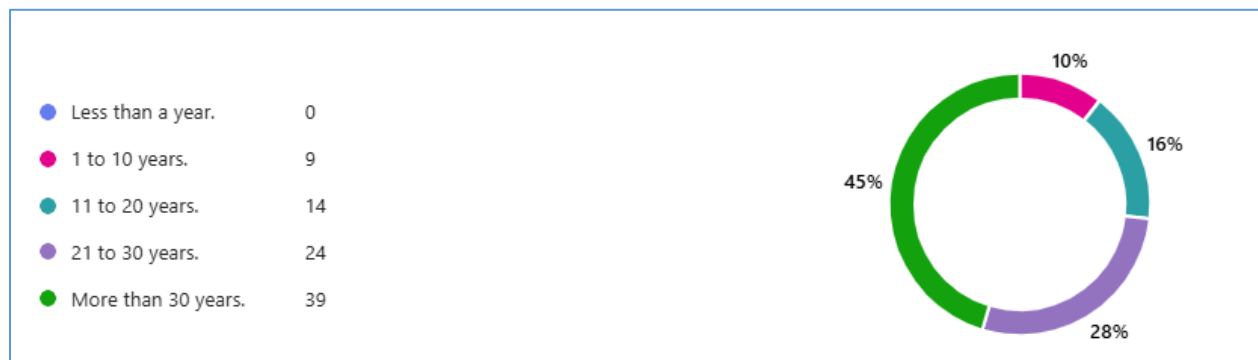 Less than a year. 0
1 to 10 years. 9
11 to 20 years. 14
21 to 30 years. 24
More than 30 years. 39
10%
16%
45%
28%